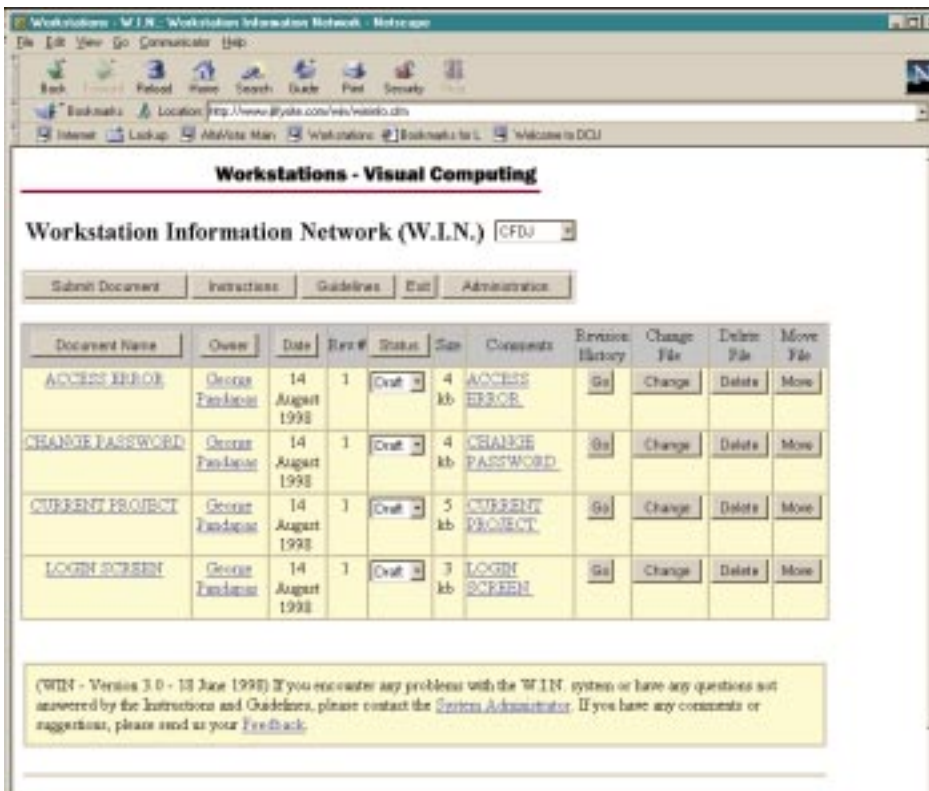 Workstations - W.I.N.: Workstation Information Network - Netscape
File Edit View Go Communicator Help
Back Reload Home Search Guide Print Security
Bookmarks Location:
Internet Lookup AltaVista Main Workstations Bookmarks for L Welcome to DCU
Workstations - Visual Computing
Workstation Information Network (W.I.N.) CFDJ
Submit Document Instructions Guidelines Exit Administration
Document Name Owner Date Rev # Status Size Comments Revision History Change File Delete File Move File
ACCESS ERROR George Pandapas 14 August 1998 1 Draft 4 kb ACCESS ERROR Go Change Delete Move
CHANGE PASSWORD George Pandapas 14 August 1998 1 Draft 4 kb CHANGE PASSWORD Go Change Delete Move
CURRENT PROJECT George Pandapas 14 August 1998 1 Draft 5 kb CURRENT PROJECT Go Change Delete Move
LOGIN SCREEN George Pandapas 14 August 1998 1 Draft 3 kb LOGIN SCREEN Go Change Delete Move
(WIN - Version 3.0 - 18 June 1998) If you encounter any problems with the W.I.N. system or have any questions not
answered by the Instructions and Guidelines, please contact the System Administrator. If you have any comments or
suggestions, please send us your Feedback.